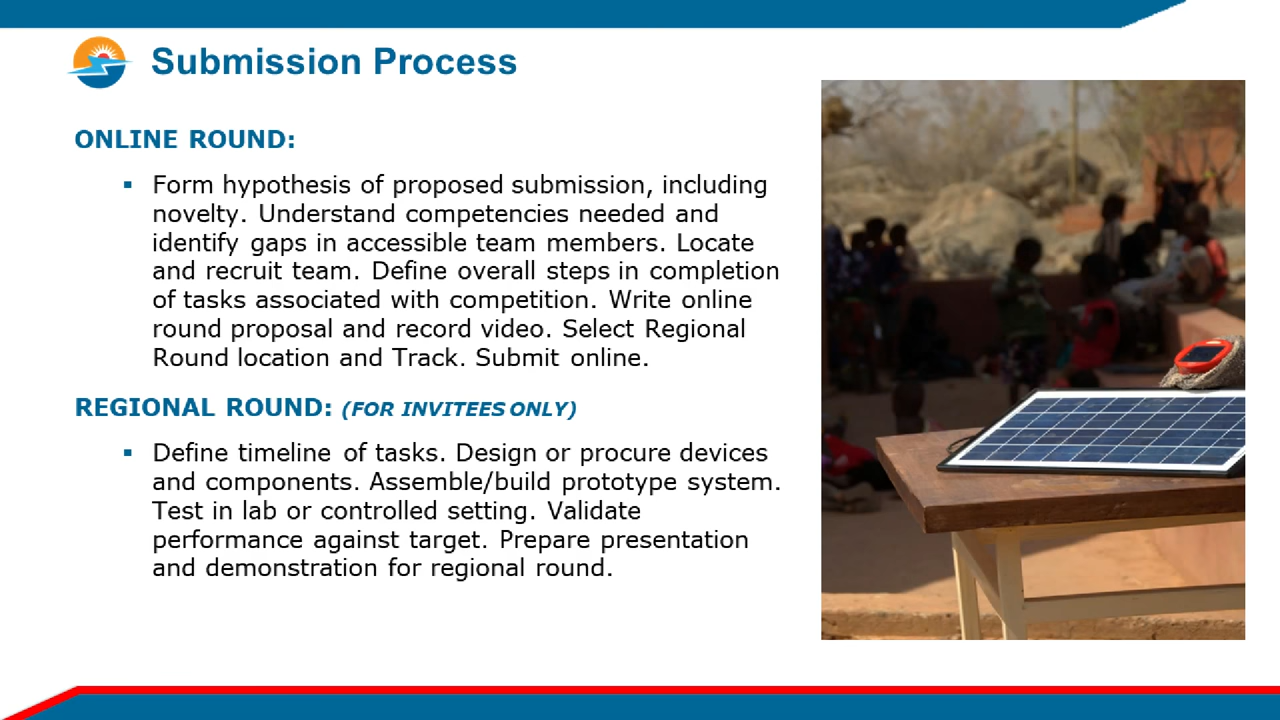 Submission Process
ONLINE ROUND:
▪ Form hypothesis of proposed submission, including
novelty. Understand competencies needed and
identify gaps in accessible team members. Locate
and recruit team. Define overall steps in completion
of tasks associated with competition. Write online
round proposal and record video. Select Regional
Round location and Track. Submit online.
REGIONAL ROUND: (FOR INVITEES ONLY)
▪ Define timeline of tasks. Design or procure devices
and components. Assemble/build prototype system.
Test in lab or controlled setting. Validate
performance against target. Prepare presentation
and demonstration for regional round.